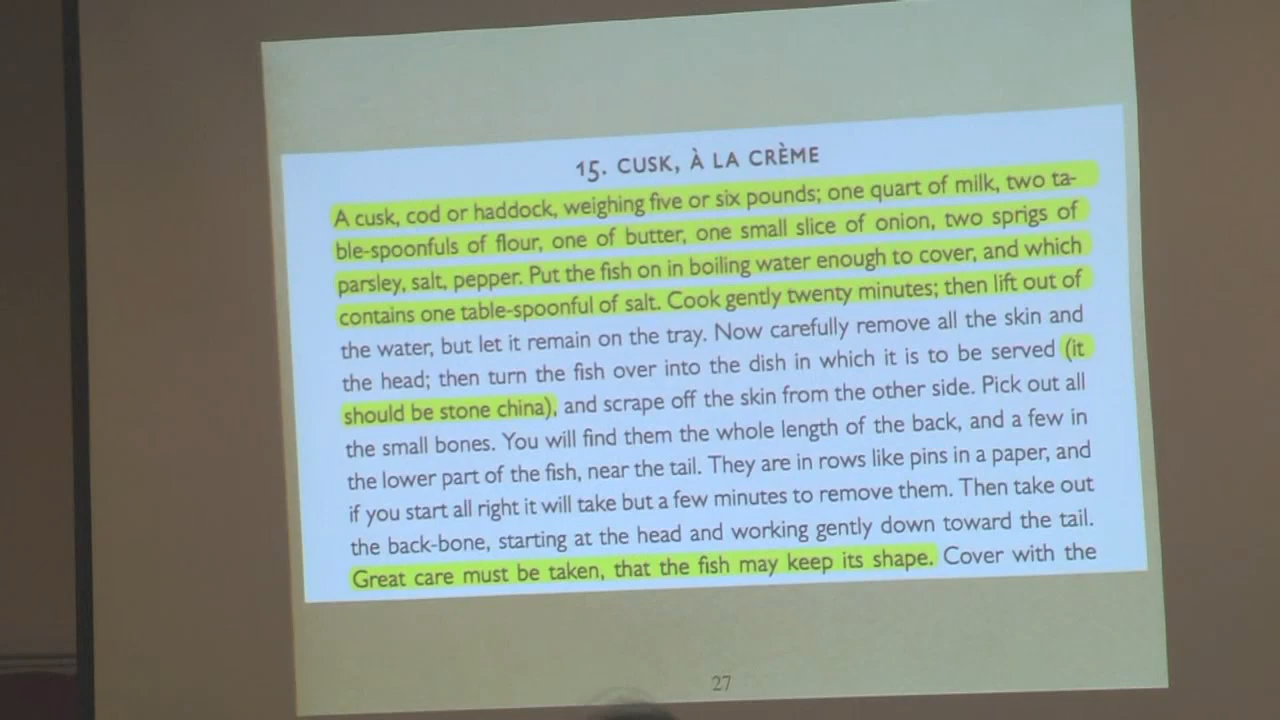 15. CUSK, À LA CRÈME
A cusk, cod or haddock, weighing five or six pounds; one quart of milk, two ta-
ble-spoonfuls of flour, one of butter, one small slice of onion, two sprigs of
parsley, salt, pepper. Put the fish on in boiling water enough to cover, and which
contains one table-spoonful of salt. Cook gently twenty minutes; then lift out of
the water, but let it remain on the tray. Now carefully remove all the skin and
the head; then turn the fish over into the dish in which it is to be served (it
should be stone china), and scrape off the skin from the other side. Pick out all
the small bones. You will find them the whole length of the back, and a few in
the lower part of the fish, near the tail. They are in rows like pins in a paper, and
if you start all right it will take but a few minutes to remove them. Then take out
the back-bone, starting at the head and working gently down toward the tail.
Great care must be taken, that the fish may keep its shape. Cover with the
27